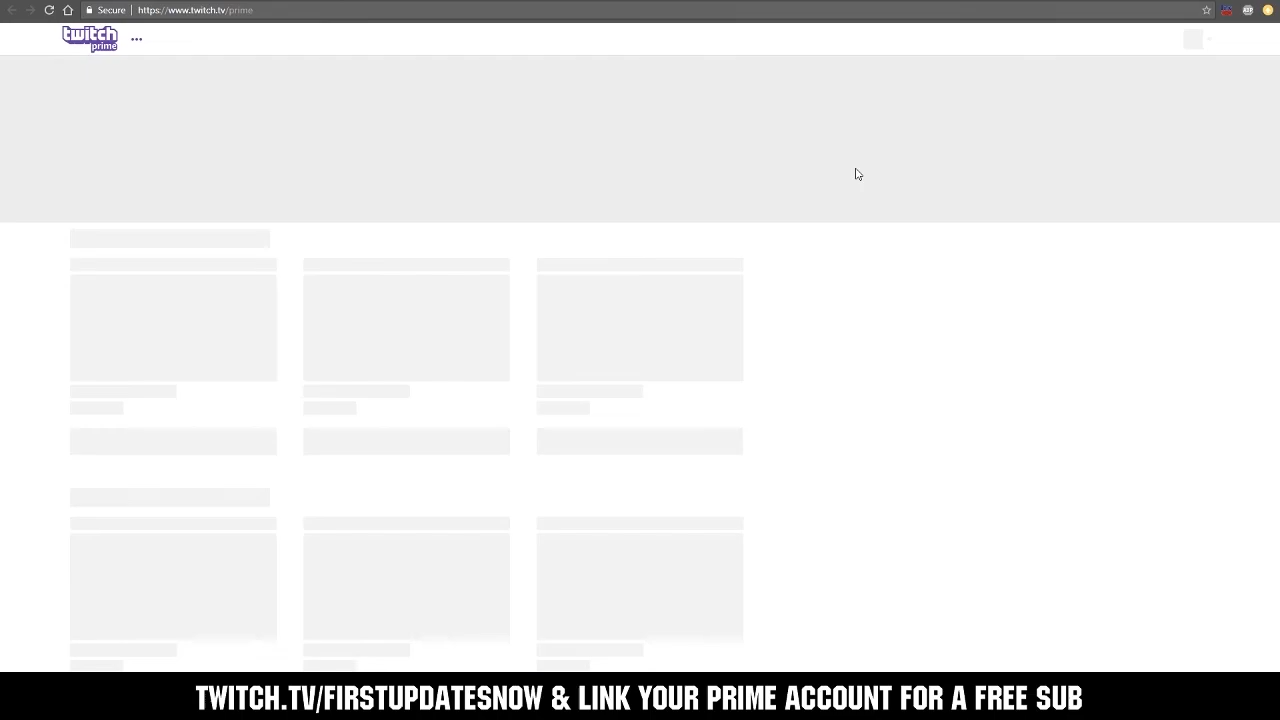 Secure
https://www.twitch.tv/prime
twitch
prime
TWITCH.TV/FIRSTUPDATESNOW & LINK YOUR PRIME ACCOUNT FOR A FREE SUB